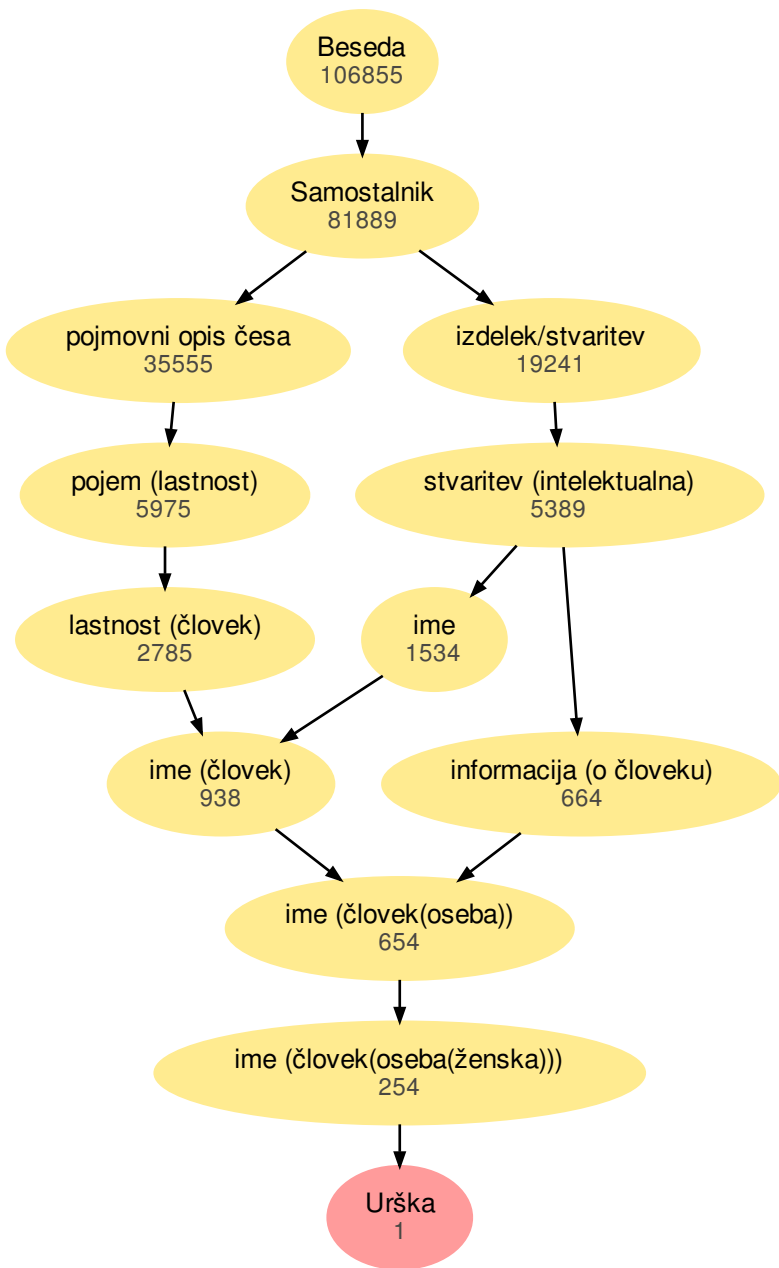 Beseda
106855
Samostalnik
81889
pojmovni opis česa
35555
izdelek/stvaritev
19241
pojem (lastnost)
5975
stvaritev (intelektualna)
5389
lastnost (človek)
2785
ime
1534
ime (človek)
938
informacija (o človeku)
664
ime (človek(oseba))
654
ime (človek(oseba(ženska)))
254
Urška
1